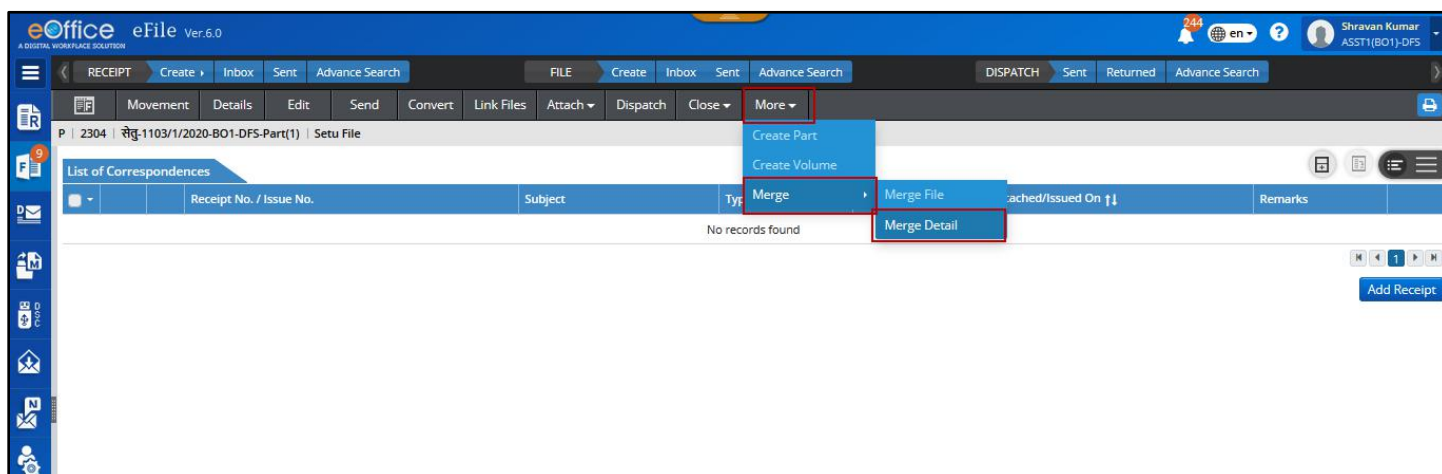 eOffice eFile Ver.6.0 244 en ? Shravan Kumar
A DIGITAL WORKPLACE SOLUTION ASST1(BO1)-DFS
RECEIPT Create Inbox Sent Advance Search FILE Create Inbox Sent Advance Search DISPATCH Sent Returned Advance Search
Movement Details Edit Send Convert Link Files Attach Dispatch Close More
P | 2304 | सेतु-1103/1/2020-BO1-DFS-Part(1) | Setu File
Create Part
9
Create Volume
List of Correspondences
Merge Merge File
Receipt No. / Issue No. Subject Typ ached/Issued On Remarks
Merge Detail
No records found
1
Add Receipt